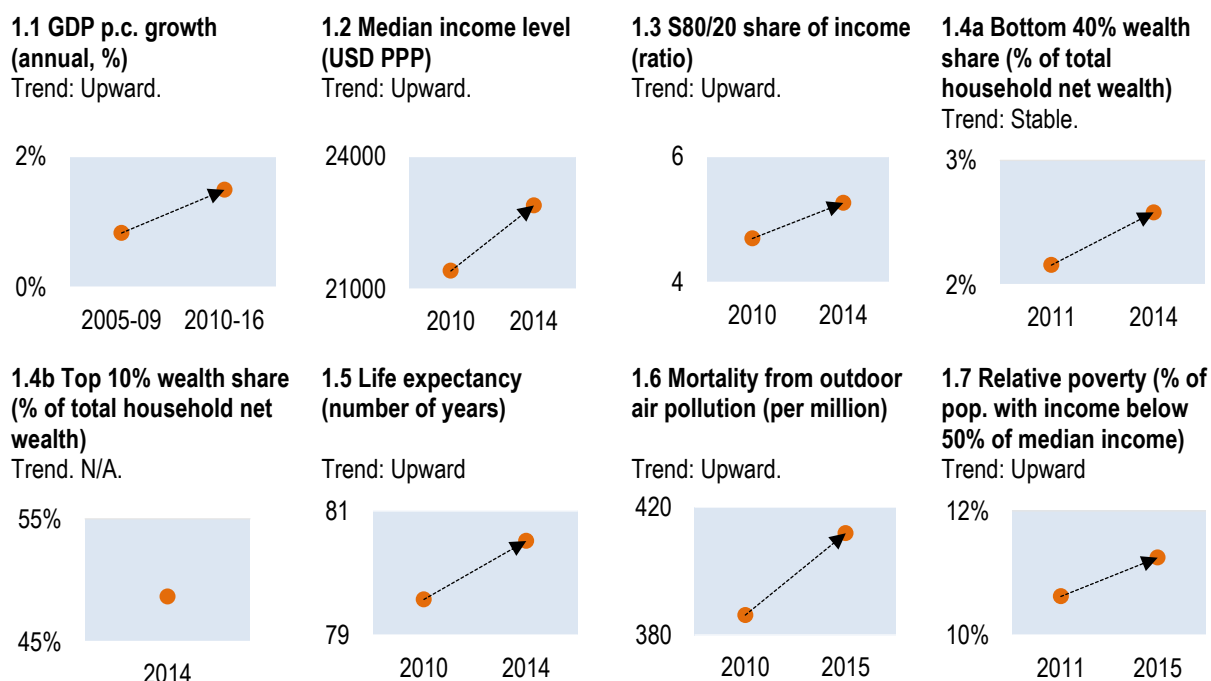 1.1 GDP p.c. growth
(annual, %)
Trend: Upward.
2%
0%
2005-09 2010-16
1.2 Median income level
(USD PPP)
Trend: Upward.
24000
21000
2010 2014
1.3 S80/20 share of income
(ratio)
Trend: Upward.
6
4
2010 2014
1.4a Bottom 40% wealth
share (% of total
household net wealth)
Trend: Stable.
3%
2%
2011 2014
1.4b Top 10% wealth share
(% of total household net
wealth)
Trend. N/A.
55%
45%
2014
1.5 Life expectancy
(number of years)
Trend: Upward
81
79
2010 2014
1.6 Mortality from outdoor
air pollution (per million)
Trend: Upward.
420
380
2010 2015
1.7 Relative poverty (% of
pop. with income below
50% of median income)
Trend: Upward
12%
10%
2011 2015